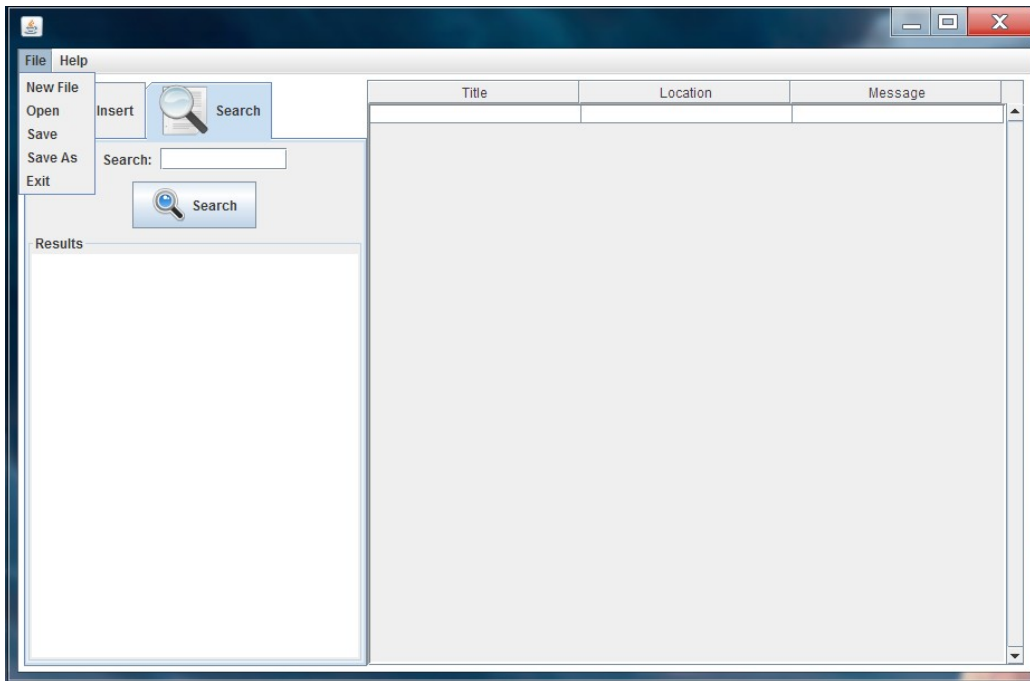 File Help
New File
Open
Save
Save As
Exit
Insert
Search
Search:
Search
Results
Title Location Message